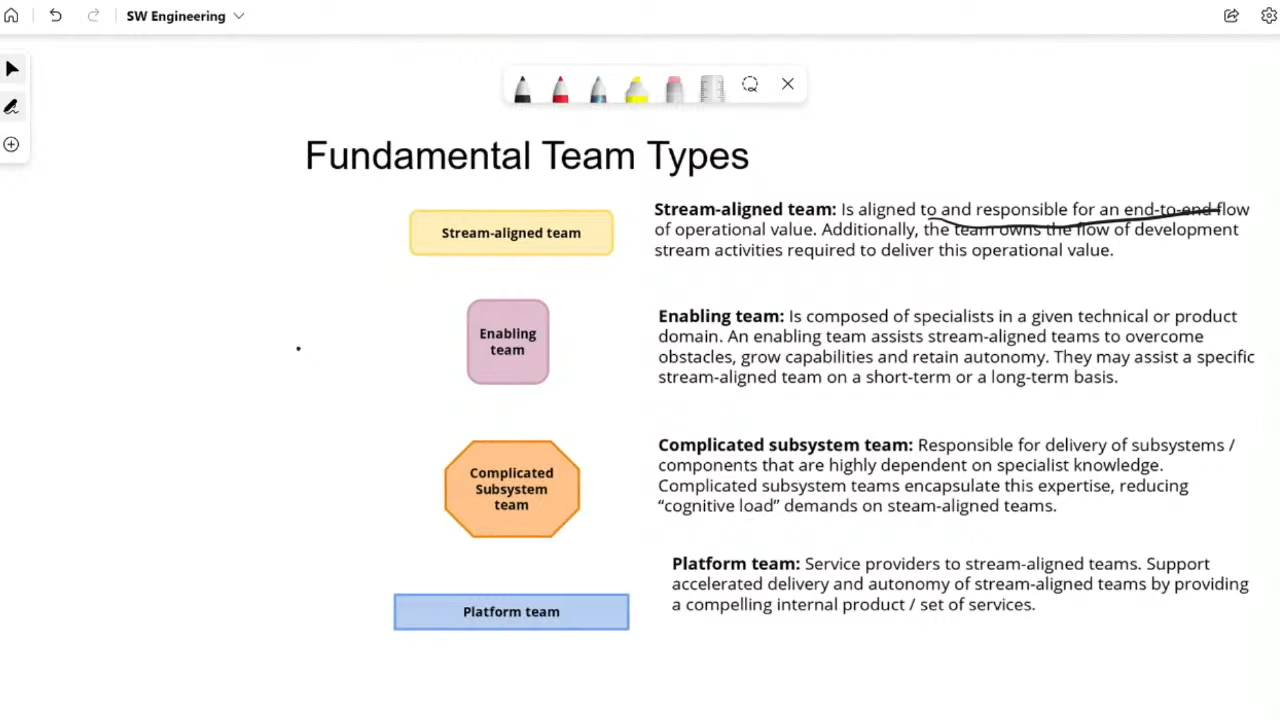 SW Engineering
Fundamental Team Types
Stream-aligned team
Stream-aligned team: Is aligned to and responsible for an end-to-end flow
of operational value. Additionally, the team owns the flow of development
stream activities required to deliver this operational value.
Enabling
team
Enabling team: Is composed of specialists in a given technical or product
domain. An enabling team assists stream-aligned teams to overcome
obstacles, grow capabilities and retain autonomy. They may assist a specific
stream-aligned team on a short-term or a long-term basis.
Complicated
Subsystem
team
Complicated subsystem team: Responsible for delivery of subsystems /
components that are highly dependent on specialist knowledge.
Complicated subsystem teams encapsulate this expertise, reducing
“cognitive load” demands on steam-aligned teams.
Platform team
Platform team: Service providers to stream-aligned teams. Support
accelerated delivery and autonomy of stream-aligned teams by providing
a compelling internal product / set of services.